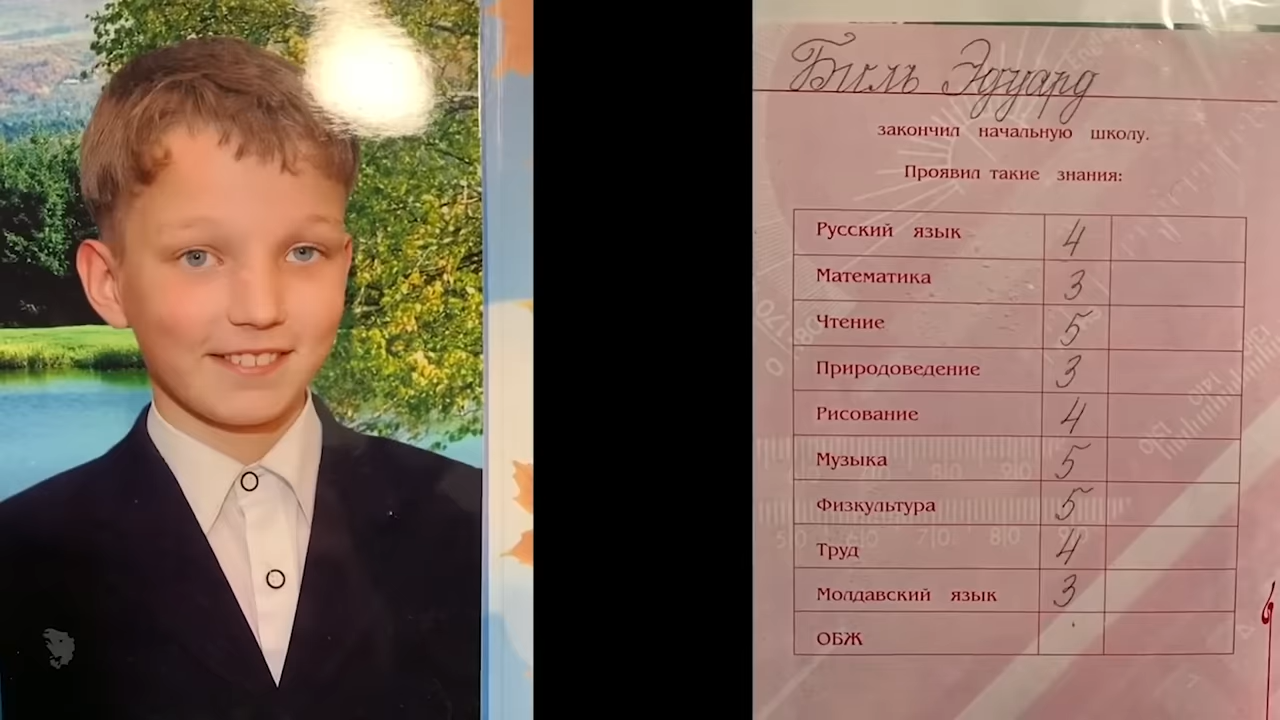 Биль Эдуард
закончил начальную школу.
Проявил такие знания:
Русский язык 4
Математика 3
Чтение 5
Природоведение 3
Рисование 4
Музыка 5
Физкультура 5
Труд 4
Молдавский язык 3
ОБЖ